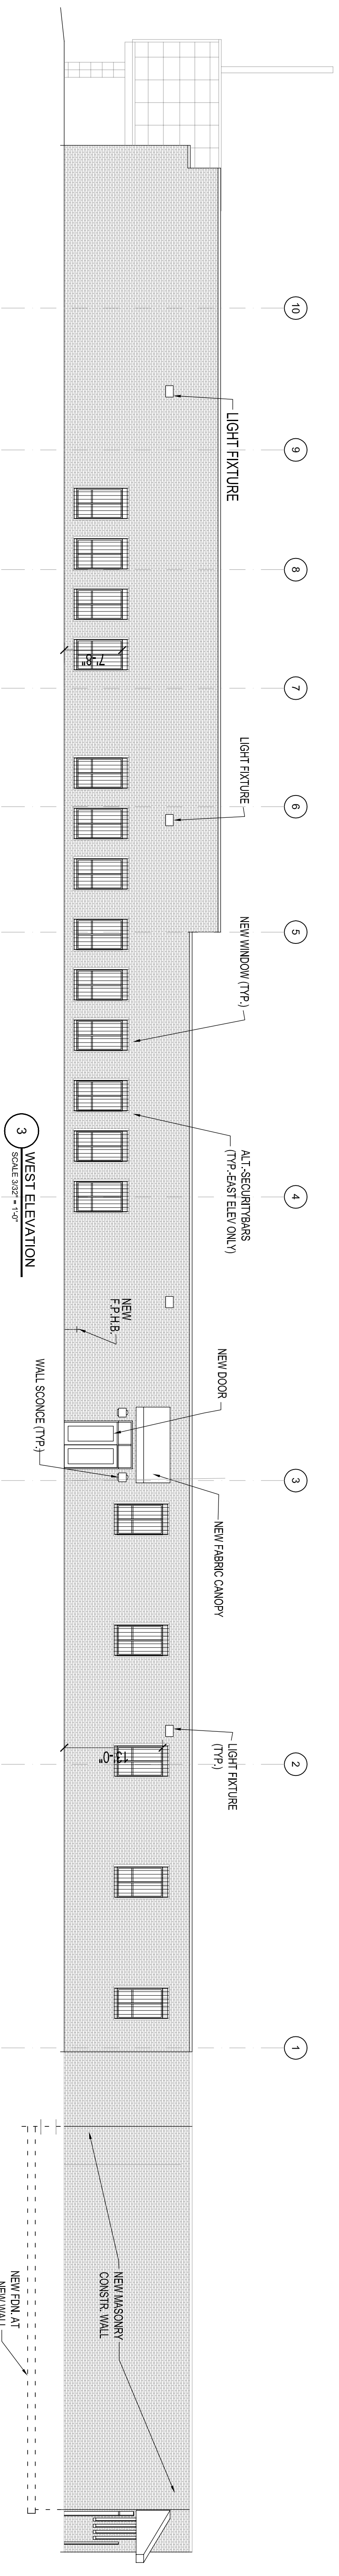 10
9
8
7
6
5
4
3
2
1
LIGHT FIXTURE
7'-8"
LIGHT FIXTURE
NEW WINDOW (TYP.)
ALT.-SECURITYBARS
(TYP.-EAST ELEV ONLY)
3
WEST ELEVATION
SCALE 3/32" = 1'-0"
NEW
F.P.H.B.
NEW DOOR
WALL SCONCE (TYP.)
NEW FABRIC CANOPY
LIGHT FIXTURE
(TYP.)
13'-0"
NEW MASONRY
CONSTR. WALL
NEW FDN. AT
NEW WALL